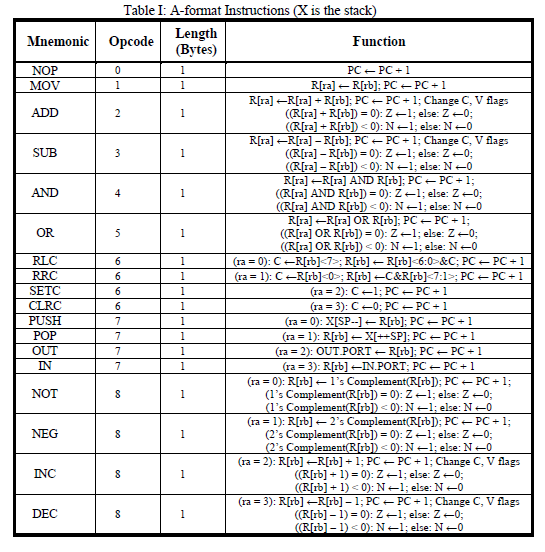 Table I: A-format Instructions (X is the stack)
Mnemonic Opcode Length (Bytes) Function
NOP 0 1 PC ← PC + 1
MOV 1 1 R[ra] ← R[rb]; PC ← PC + 1
ADD 2 1 R[ra] ←R[ra] + R[rb]; PC ← PC + 1; Change C, V flags
((R[ra] + R[rb]) = 0): Z ←1; else: Z ←0;
((R[ra] + R[rb]) < 0): N ←1; else: N ←0
SUB 3 1 R[ra] ←R[ra] – R[rb]; PC ← PC + 1; Change C, V flags
((R[ra] – R[rb]) = 0): Z ←1; else: Z ←0;
((R[ra] – R[rb]) < 0): N ←1; else: N ←0
AND 4 1 R[ra] ←R[ra] AND R[rb]; PC ← PC + 1;
((R[ra] AND R[rb]) = 0): Z ←1; else: Z ←0;
((R[ra] AND R[rb]) < 0): N ←1; else: N ←0
OR 5 1 R[ra] ←R[ra] OR R[rb]; PC ← PC + 1;
((R[ra] OR R[rb]) = 0): Z ←1; else: Z ←0;
((R[ra] OR R[rb]) < 0): N ←1; else: N ←0
RLC 6 1 (ra = 0): C ←R[rb]<7>; R[rb] ← R[rb]<6:0>&C; PC ← PC + 1
RRC 6 1 (ra = 1): C ←R[rb]<0>; R[rb] ←C&R[rb]<7:1>; PC ← PC + 1
SETC 6 1 (ra = 2): C ←1; PC ← PC + 1
CLRC 6 1 (ra = 3): C ←0; PC ← PC + 1
PUSH 7 1 (ra = 0): X[SP--] ← R[rb]; PC ← PC + 1
POP 7 1 (ra = 1): R[rb] ← X[++SP]; PC ← PC + 1
OUT 7 1 (ra = 2): OUT.PORT ← R[rb]; PC ← PC + 1
IN 7 1 (ra = 3): R[rb] ←IN.PORT; PC ← PC + 1
NOT 8 1 (ra = 0): R[rb] ← 1's Complement(R[rb]); PC ← PC + 1;
(1's Complement(R[rb]) = 0): Z ←1; else: Z ←0;
(1's Complement(R[rb]) < 0): N ←1; else: N ←0
NEG 8 1 (ra = 1): R[rb] ← 2's Complement(R[rb]); PC ← PC + 1;
(2's Complement(R[rb]) = 0): Z ←1; else: Z ←0;
(2's Complement(R[rb]) < 0): N ←1; else: N ←0
INC 8 1 (ra = 2): R[rb] ←R[rb] + 1; PC ← PC + 1; Change C, V flags
((R[rb] + 1) = 0): Z ←1; else: Z ←0;
((R[rb] + 1) < 0): N ←1; else: N ←0
DEC 8 1 (ra = 3): R[rb] ←R[rb] – 1; PC ← PC + 1; Change C, V flags
((R[rb] – 1) = 0): Z ←1; else: Z ←0;
((R[rb] – 1) < 0): N ←1; else: N ←0